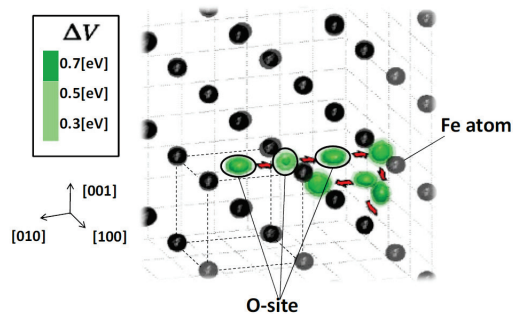 ΔV
0.7[eV]
0.5[eV]
0.3[eV]
Fe atom
[001]
[010]
[100]
O-site